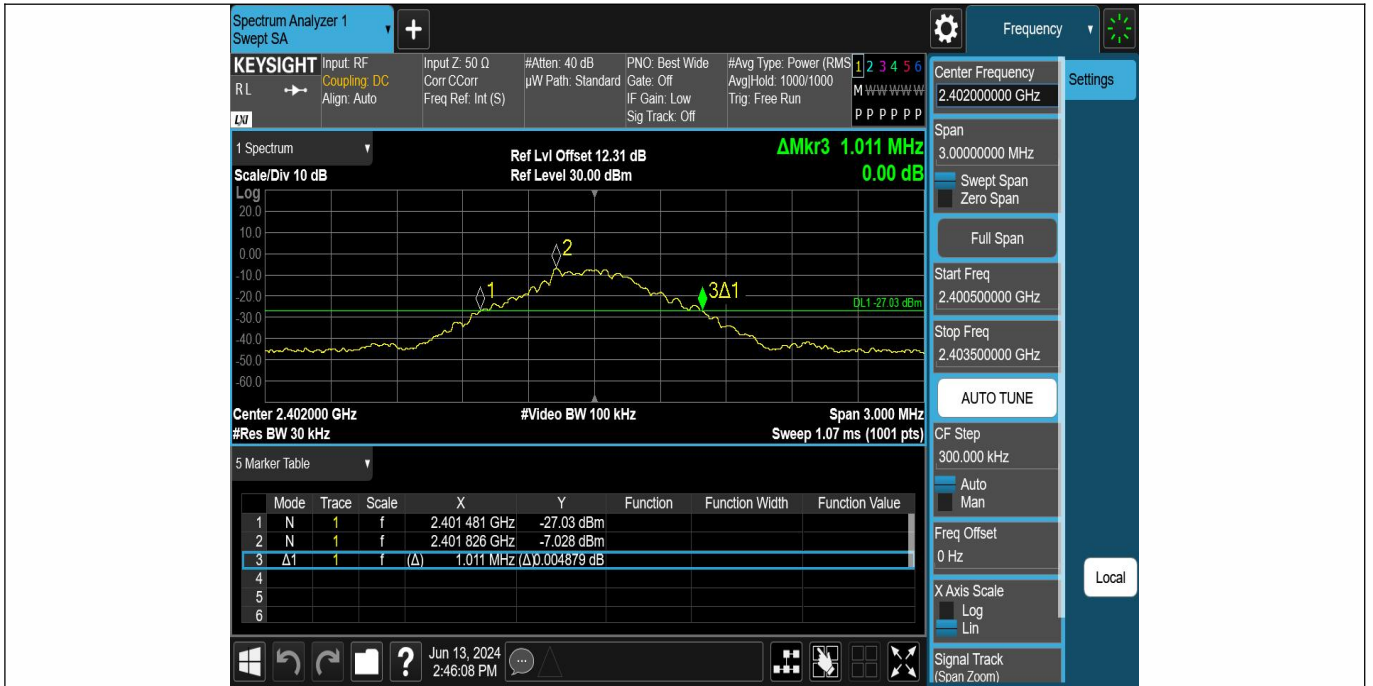 Spectrum Analyzer 1
Swept SA
+
Frequency
KEYSIGHT
RL
LXI
Input: RF
Coupling: DC
Align: Auto
Input Z: 50 Ω
Corr CCorr
Freq Ref: Int (S)
#Atten: 40 dB
µW Path: Standard
PNO: Best Wide
Gate: Off
IF Gain: Low
Sig Track: Off
#Avg Type: Power (RMS
Avg|Hold: 1000/1000
Trig: Free Run
1 2 3 4 5 6
M W W W W W
P P P P P P
1 Spectrum
Scale/Div 10 dB
Ref Lvl Offset 12.31 dB
Ref Level 30.00 dBm
ΔMkr3 1.011 MHz
0.00 dB
Log
20.0
10.0
0.00
-10.0
-20.0
-30.0
-40.0
-50.0
-60.0
1
2
3Δ1
DL1 -27.03 dBm
Center 2.402000 GHz
#Video BW 100 kHz
Span 3.000 MHz
#Res BW 30 kHz
Sweep 1.07 ms (1001 pts)
5 Marker Table
Mode Trace Scale X Y Function Function Width Function Value
1 N 1 f 2.401 481 GHz -27.03 dBm
2 N 1 f 2.401 826 GHz -7.028 dBm
3 Δ1 1 f (Δ) 1.011 MHz (Δ)0.004879 dB
4
5
6
?
Jun 13, 2024
2:46:08 PM
Center Frequency
2.402000000 GHz
Settings
Span
3.00000000 MHz
Swept Span
Zero Span
Full Span
Start Freq
2.400500000 GHz
Stop Freq
2.403500000 GHz
AUTO TUNE
CF Step
300.000 kHz
Auto
Man
Freq Offset
0 Hz
X Axis Scale
Log
Lin
Signal Track
(Span Zoom)
Local